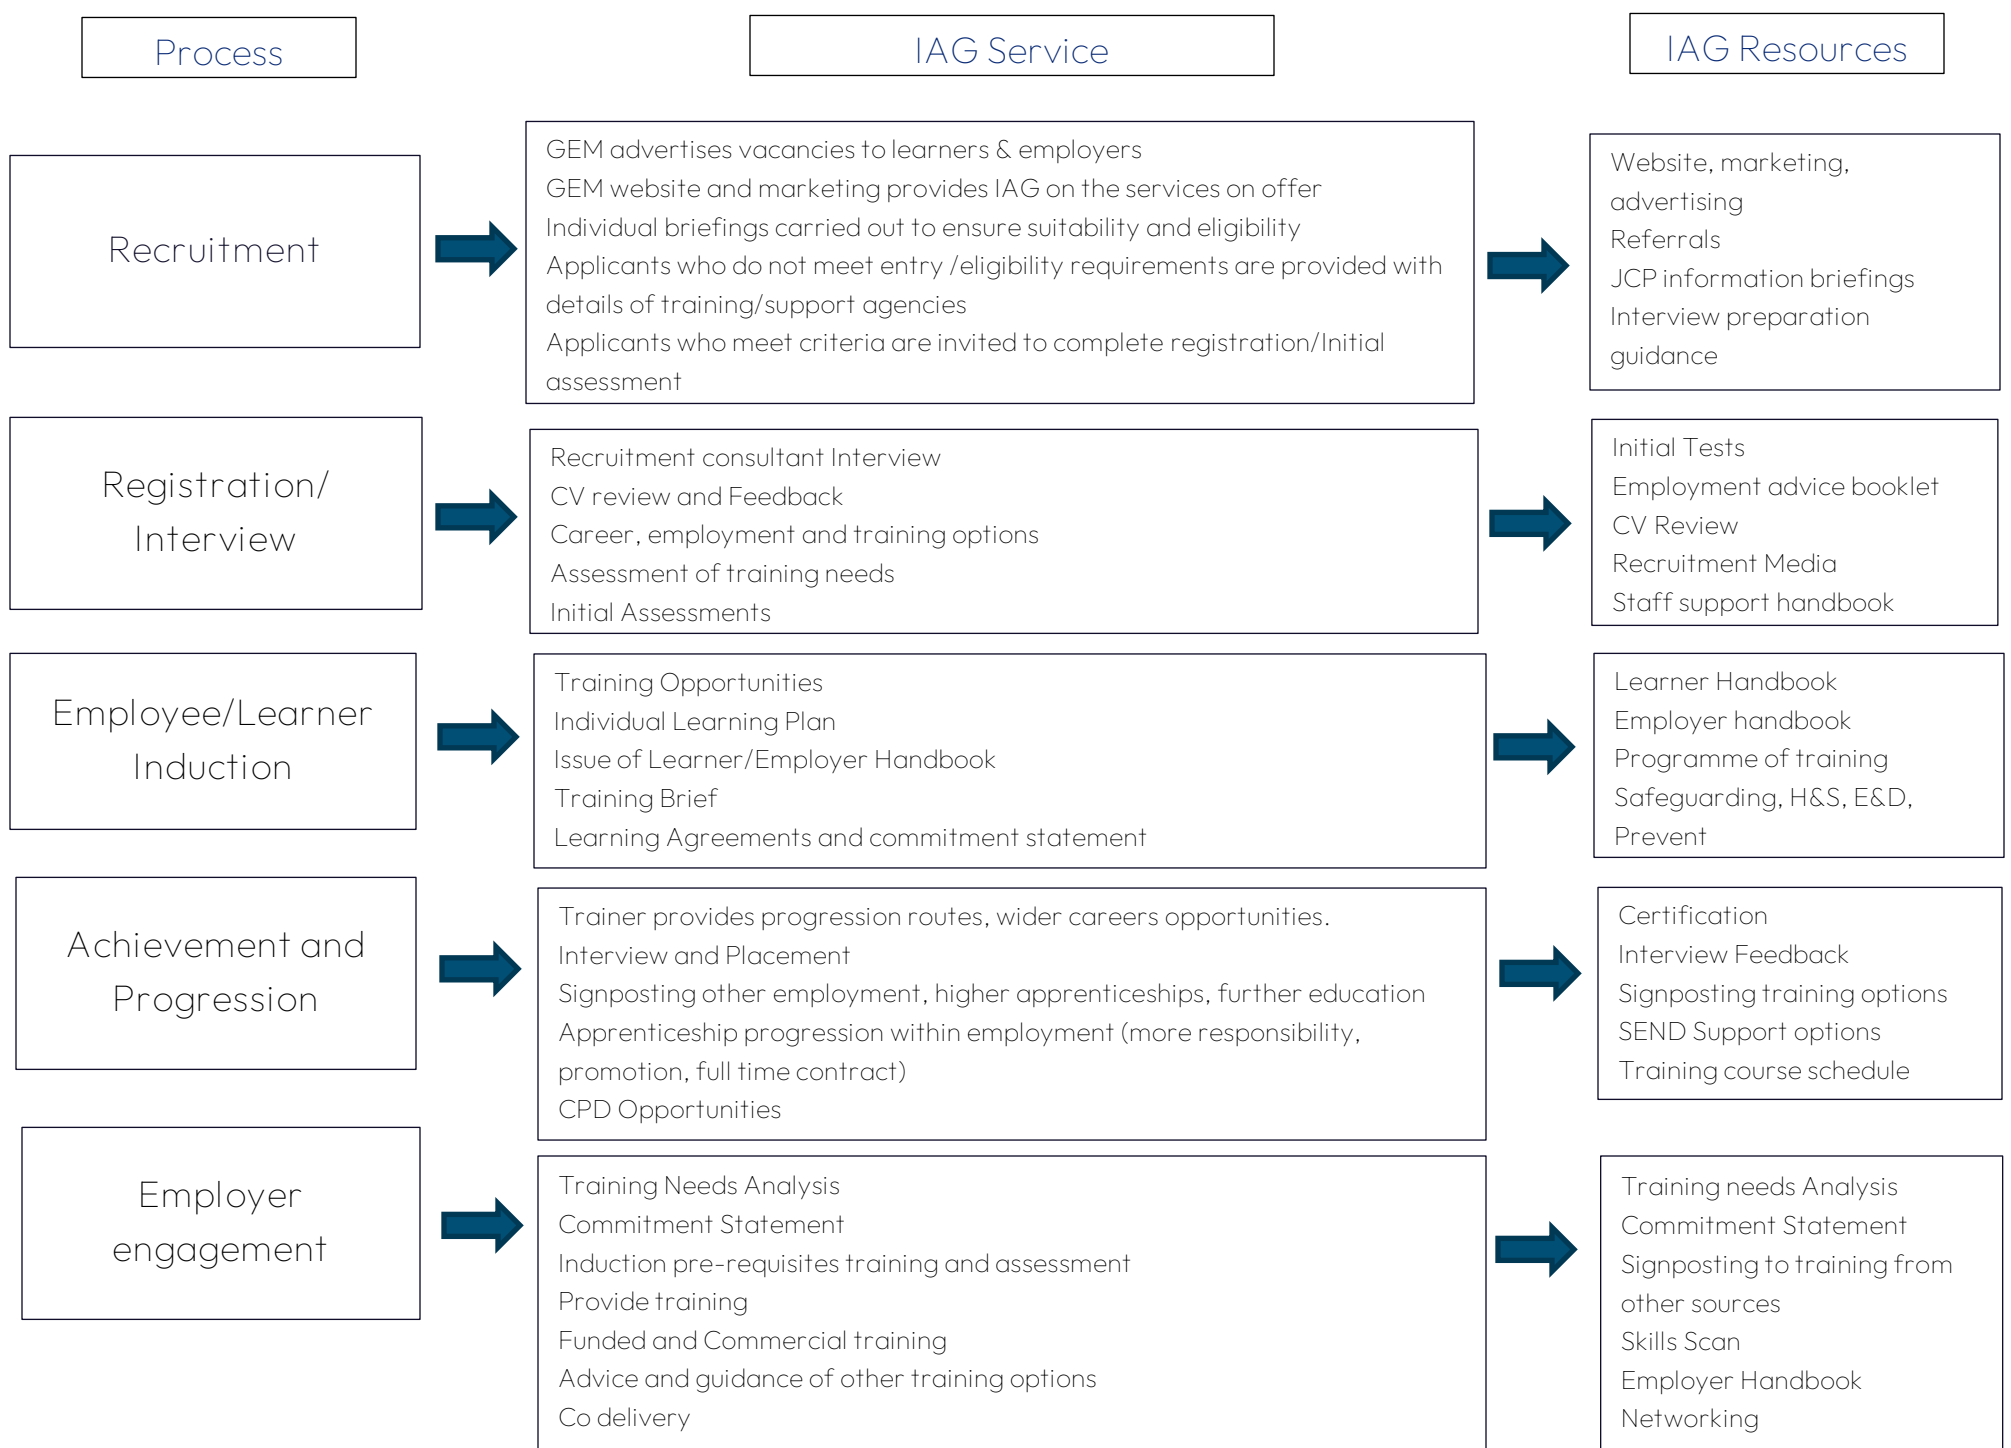 Process
IAG Service
IAG Resources
Recruitment
GEM advertises vacancies to learners & employers
GEM website and marketing provides IAG on the services on offer
Individual briefings carried out to ensure suitability and eligibility
Applicants who do not meet entry /eligibility requirements are provided with
details of training/support agencies
Applicants who meet criteria are invited to complete registration/Initial
assessment
Website, marketing,
advertising
Referrals
JCP information briefings
Interview preparation
guidance
Registration/
Interview
Recruitment consultant Interview
CV review and Feedback
Career, employment and training options
Assessment of training needs
Initial Assessments
Initial Tests
Employment advice booklet
CV Review
Recruitment Media
Staff support handbook
Employee/Learner
Induction
Training Opportunities
Individual Learning Plan
Issue of Learner/Employer Handbook
Training Brief
Learning Agreements and commitment statement
Learner Handbook
Employer handbook
Programme of training
Safeguarding, H&S, E&D,
Prevent
Achievement and
Progression
Trainer provides progression routes, wider careers opportunities.
Interview and Placement
Signposting other employment, higher apprenticeships, further education
Apprenticeship progression within employment (more responsibility,
promotion, full time contract)
CPD Opportunities
Certification
Interview Feedback
Signposting training options
SEND Support options
Training course schedule
Employer
engagement
Training Needs Analysis
Commitment Statement
Induction pre-requisites training and assessment
Provide training
Funded and Commercial training
Advice and guidance of other training options
Co delivery
Training needs Analysis
Commitment Statement
Signposting to training from
other sources
Skills Scan
Employer Handbook
Networking